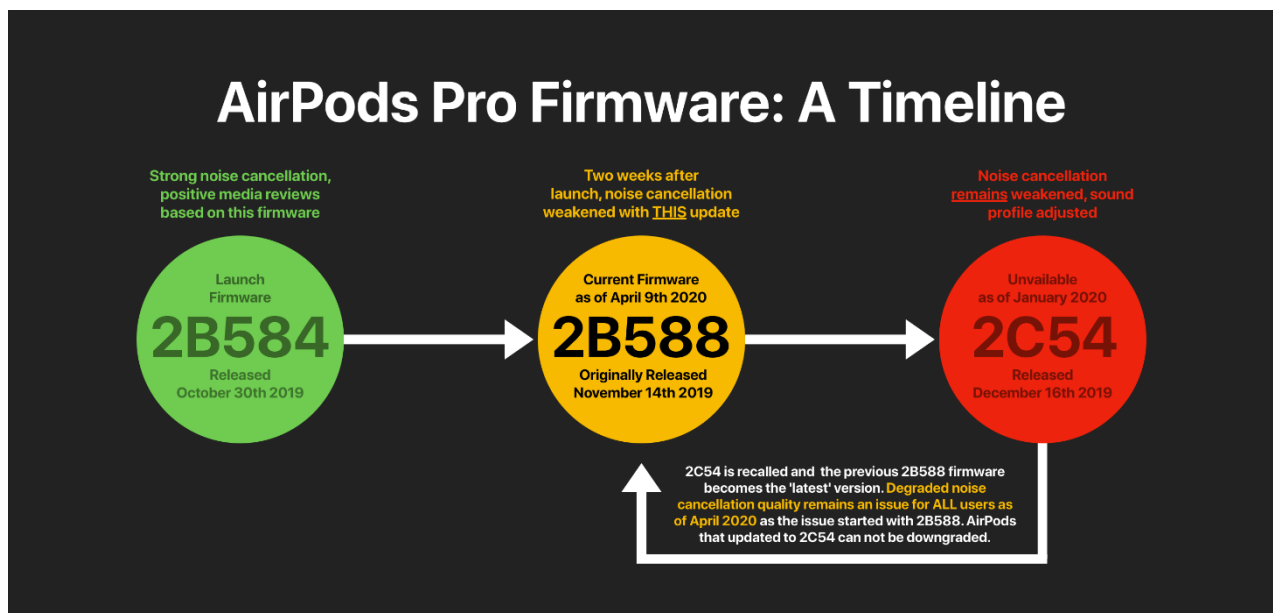 AirPods Pro Firmware: A Timeline
Strong noise cancellation,
positive media reviews
based on this firmware
Launch
Firmware
2B584
Released
October 30th 2019
Two weeks after
launch, noise cancellation
weakened with THIS update
Current Firmware
as of April 9th 2020
2B588
Originally Released
November 14th 2019
Noise cancellation
remains weakened, sound
profile adjusted
Unvailable
as of January 2020
2C54
Released
December 16th 2019
2C54 is recalled and the previous 2B588 firmware
becomes the 'latest' version. Degraded noise
cancellation quality remains an issue for ALL users as
of April 2020 as the issue started with 2B588. AirPods
that updated to 2C54 can not be downgraded.